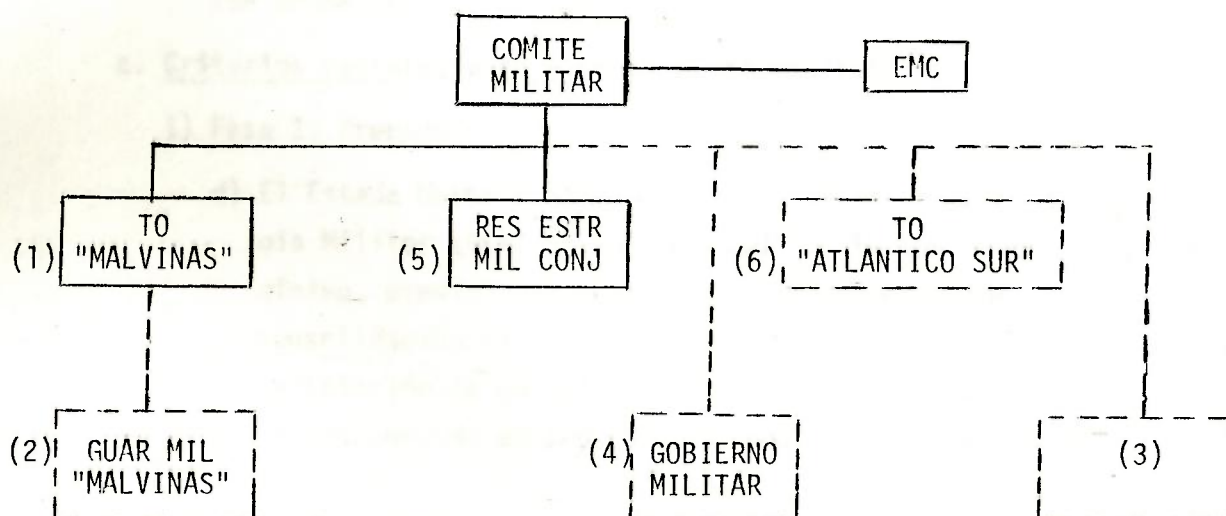 COMITE
MILITAR
EMC
(1) TO
"MALVINAS"
(5) RES ESTR
MIL CONJ
(6) TO
"ATLANTICO SUR"
(2) GUAR MIL
"MALVINAS"
(4) GOBIERNO
MILITAR
(3)